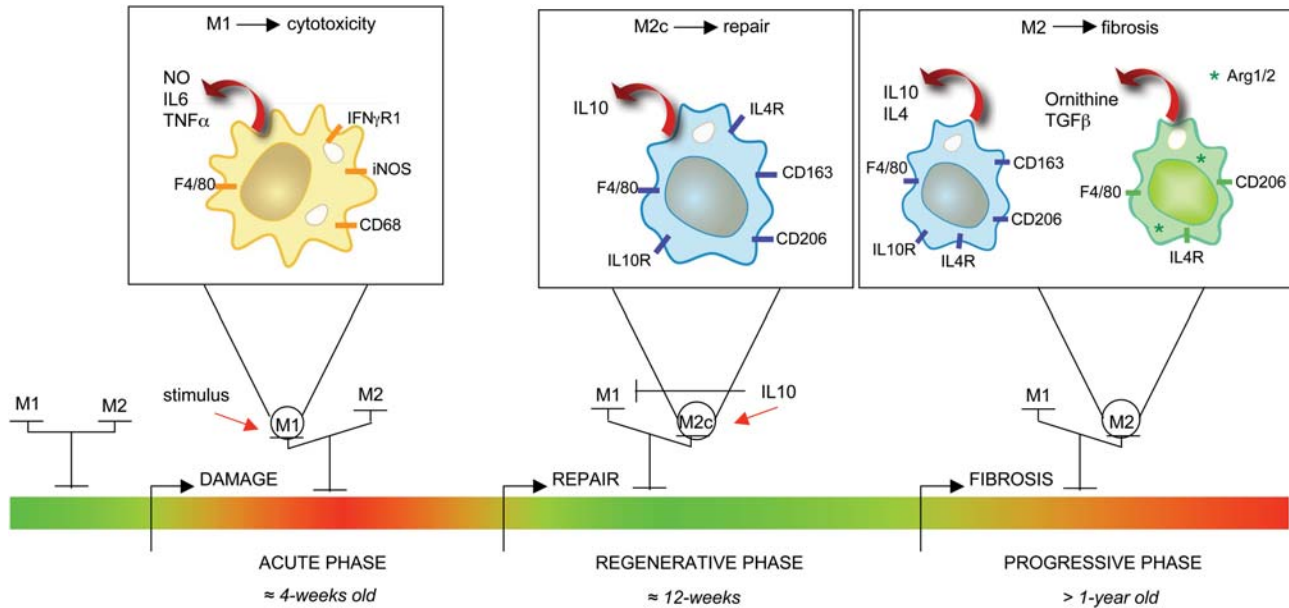 M1 → cytotoxicity
NO
IL6
TNFα
IFNγR1
iNOS
F4/80
CD68
M2c → repair
IL10
IL4R
CD163
F4/80
CD206
IL10R
M2 → fibrosis
* Arg1/2
IL10
IL4
Ornithine
TGFβ
CD163
F4/80
CD206
IL10R
IL4R
F4/80
CD206
IL4R
*
*
M1
M2
stimulus
M1
M2
M1
IL10
M2c
M1
M2
DAMAGE
REPAIR
FIBROSIS
ACUTE PHASE
≈ 4-weeks old
REGENERATIVE PHASE
≈ 12-weeks
PROGRESSIVE PHASE
> 1-year old